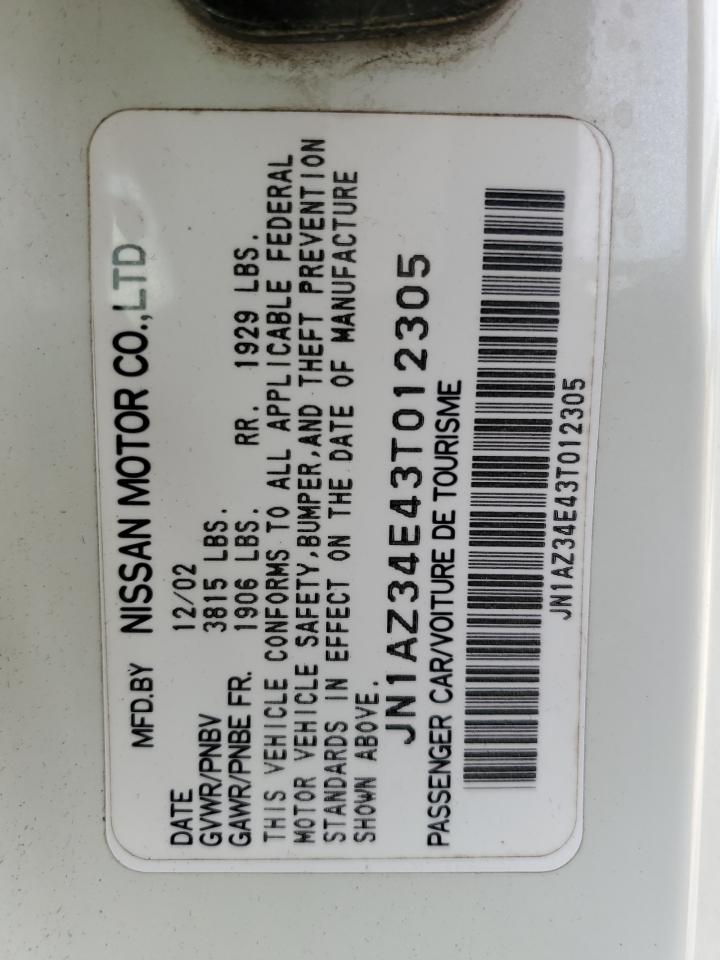 MFD.BY NISSAN MOTOR CO.,LTD
DATE 12/02
GVWR/PNBV 3815 LBS.
GAWR/PNBE FR. 1906 LBS. RR. 1929 LBS.
THIS VEHICLE CONFORMS TO ALL APPLICABLE FEDERAL
MOTOR VEHICLE SAFETY,BUMPER,AND THEFT PREVENTION
STANDARDS IN EFFECT ON THE DATE OF MANUFACTURE
SHOWN ABOVE.
JN1AZ34E43T012305
PASSENGER CAR/VOITURE DE TOURISME
JN1AZ34E43T012305